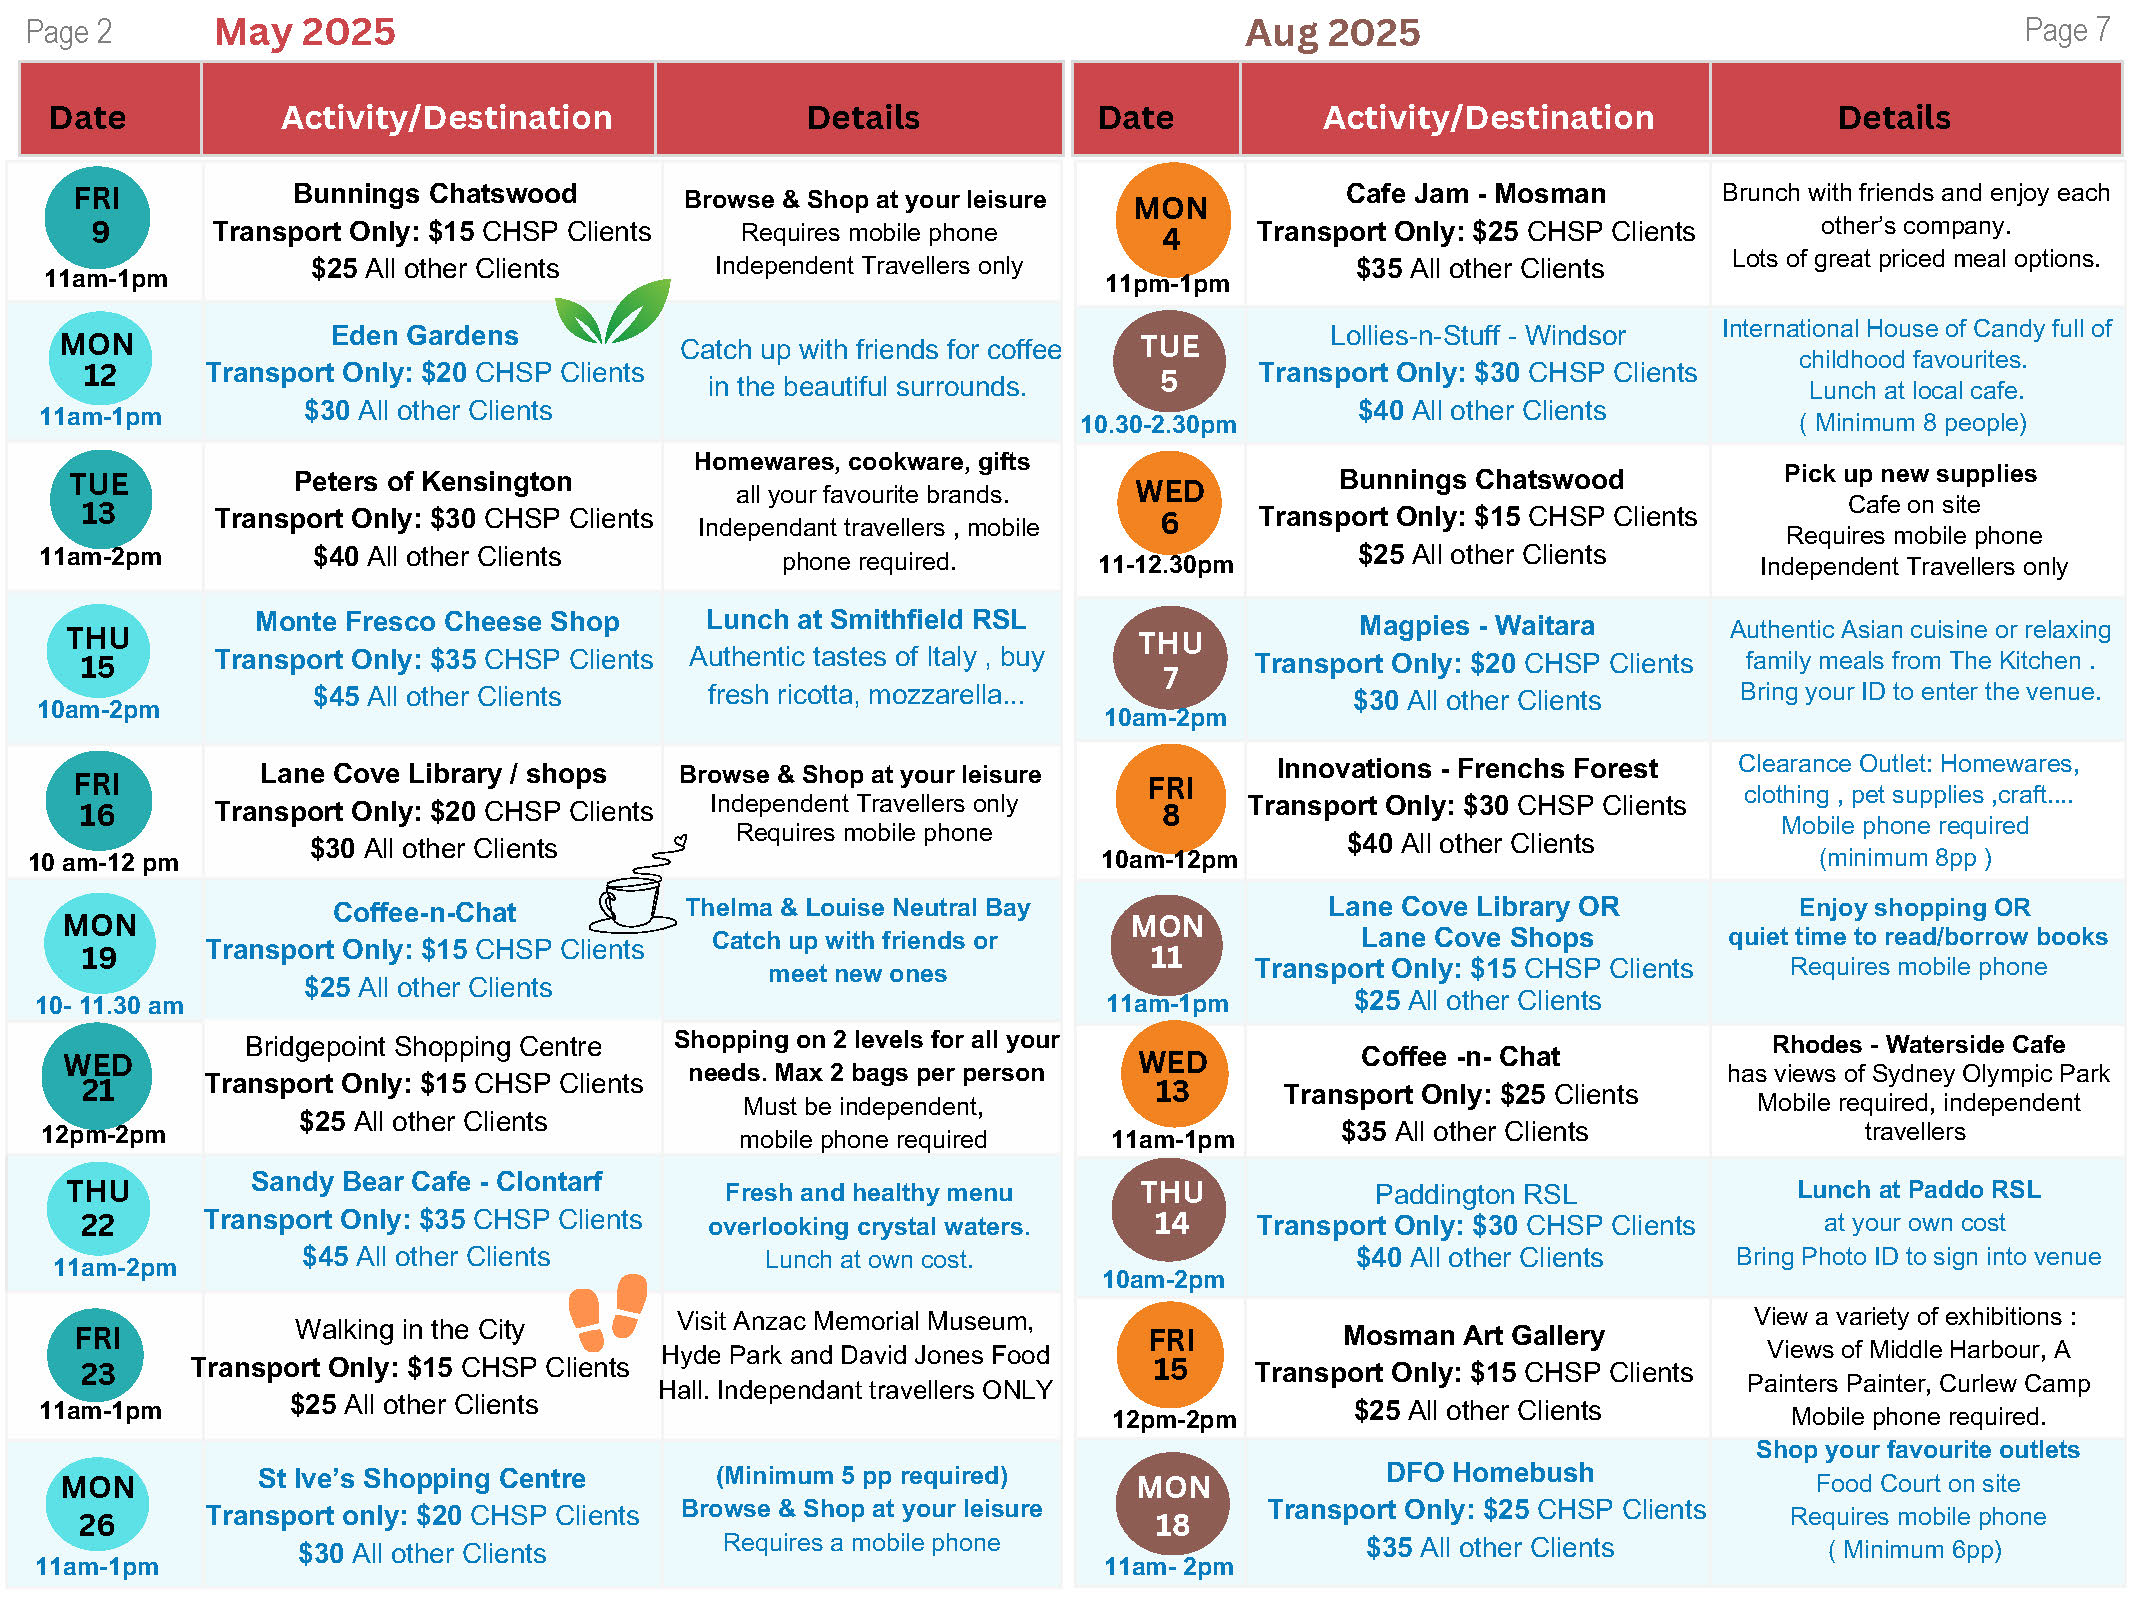 Page 2
May 2025
Date
Activity/Destination
Details
FRI
9
11am-1pm
Bunnings Chatswood
Transport Only: $15 CHSP Clients
$25 All other Clients
Browse & Shop at your leisure
Requires mobile phone
Independent Travellers only
MON
12
11am-1pm
Eden Gardens
Transport Only: $20 CHSP Clients
$30 All other Clients
Catch up with friends for coffee
in the beautiful surrounds.
TUE
13
11am-2pm
Peters of Kensington
Transport Only: $30 CHSP Clients
$40 All other Clients
Homewares, cookware, gifts
all your favourite brands.
Independant travellers , mobile
phone required.
THU
15
10am-2pm
Monte Fresco Cheese Shop
Transport Only: $35 CHSP Clients
$45 All other Clients
Lunch at Smithfield RSL
Authentic tastes of Italy , buy
fresh ricotta, mozzarella...
FRI
16
10 am-12 pm
Lane Cove Library / shops
Transport Only: $20 CHSP Clients
$30 All other Clients
Browse & Shop at your leisure
Independent Travellers only
Requires mobile phone
MON
19
10- 11.30 am
Coffee-n-Chat
Transport Only: $15 CHSP Clients
$25 All other Clients
Thelma & Louise Neutral Bay
Catch up with friends or
meet new ones
WED
21
12pm-2pm
Bridgepoint Shopping Centre
Transport Only: $15 CHSP Clients
$25 All other Clients
Shopping on 2 levels for all your
needs. Max 2 bags per person
Must be independent,
mobile phone required
THU
22
11am-2pm
Sandy Bear Cafe - Clontarf
Transport Only: $35 CHSP Clients
$45 All other Clients
Fresh and healthy menu
overlooking crystal waters.
Lunch at own cost.
FRI
23
11am-1pm
Walking in the City
Transport Only: $15 CHSP Clients
$25 All other Clients
Visit Anzac Memorial Museum,
Hyde Park and David Jones Food
Hall. Independant travellers ONLY
MON
26
11am-1pm
St Ive’s Shopping Centre
Transport only: $20 CHSP Clients
$30 All other Clients
(Minimum 5 pp required)
Browse & Shop at your leisure
Requires a mobile phone
Aug 2025
Page 7
Date
Activity/Destination
Details
MON
4
11pm-1pm
Cafe Jam - Mosman
Transport Only: $25 CHSP Clients
$35 All other Clients
Brunch with friends and enjoy each
other’s company.
Lots of great priced meal options.
TUE
5
10.30-2.30pm
Lollies-n-Stuff - Windsor
Transport Only: $30 CHSP Clients
$40 All other Clients
International House of Candy full of
childhood favourites.
Lunch at local cafe.
( Minimum 8 people)
WED
6
11-12.30pm
Bunnings Chatswood
Transport Only: $15 CHSP Clients
$25 All other Clients
Pick up new supplies
Cafe on site
Requires mobile phone
Independent Travellers only
THU
7
10am-2pm
Magpies - Waitara
Transport Only: $20 CHSP Clients
$30 All other Clients
Authentic Asian cuisine or relaxing
family meals from The Kitchen .
Bring your ID to enter the venue.
FRI
8
10am-12pm
Innovations - Frenchs Forest
Transport Only: $30 CHSP Clients
$40 All other Clients
Clearance Outlet: Homewares,
clothing , pet supplies ,craft....
Mobile phone required
(minimum 8pp )
MON
11
11am-1pm
Lane Cove Library OR
Lane Cove Shops
Transport Only: $15 CHSP Clients
$25 All other Clients
Enjoy shopping OR
quiet time to read/borrow books
Requires mobile phone
WED
13
11am-1pm
Coffee -n- Chat
Transport Only: $25 Clients
$35 All other Clients
Rhodes - Waterside Cafe
has views of Sydney Olympic Park
Mobile required, independent
travellers
THU
14
10am-2pm
Paddington RSL
Transport Only: $30 CHSP Clients
$40 All other Clients
Lunch at Paddo RSL
at your own cost
Bring Photo ID to sign into venue
FRI
15
12pm-2pm
Mosman Art Gallery
Transport Only: $15 CHSP Clients
$25 All other Clients
View a variety of exhibitions :
Views of Middle Harbour, A
Painters Painter, Curlew Camp
Mobile phone required.
MON
18
11am- 2pm
DFO Homebush
Transport Only: $25 CHSP Clients
$35 All other Clients
Shop your favourite outlets
Food Court on site
Requires mobile phone
( Minimum 6pp)